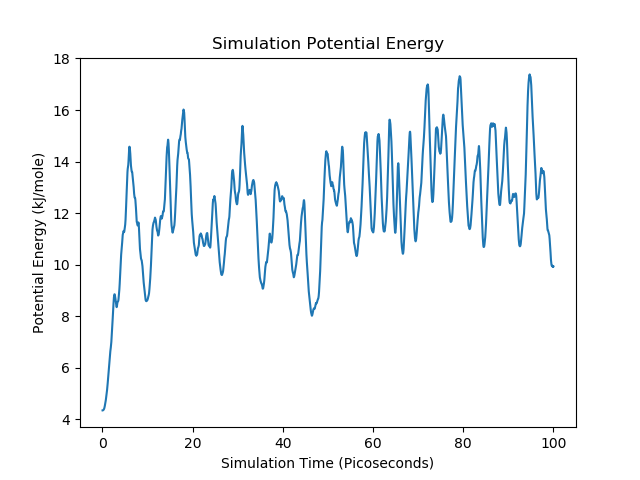 Simulation Potential Energy
Potential Energy (kJ/mole)
18
16
14
12
10
8
6
4
0 20 40 60 80 100
Simulation Time (Picoseconds)